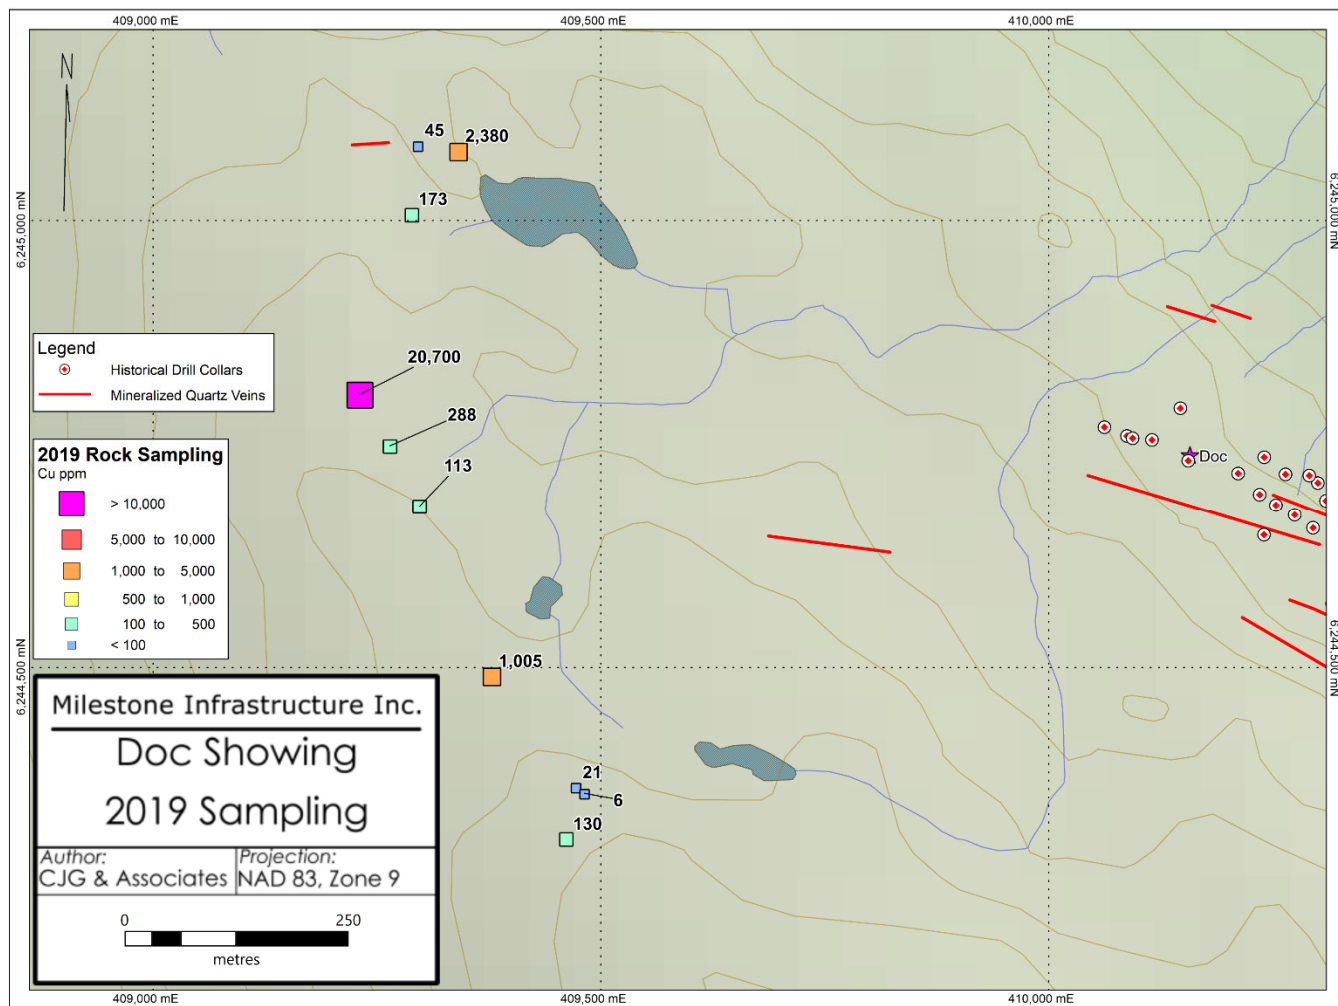 409,000 mE
409,500 mE
410,000 mE
N
45
2,380
173
6,245,000 mN
6,245,000 mN
Legend
Historical Drill Collars
Mineralized Quartz Veins
20,700
288
113
Doc
2019 Rock Sampling
Cu ppm
> 10,000
5,000 to 10,000
1,000 to 5,000
500 to 1,000
100 to 500
< 100
6,244,500 mN
6,244,500 mN
1,005
21
6
130
Milestone Infrastructure Inc.
Doc Showing
2019 Sampling
Author:
CJG & Associates
Projection:
NAD 83, Zone 9
0 250
metres
409,000 mE
409,500 mE
410,000 mE